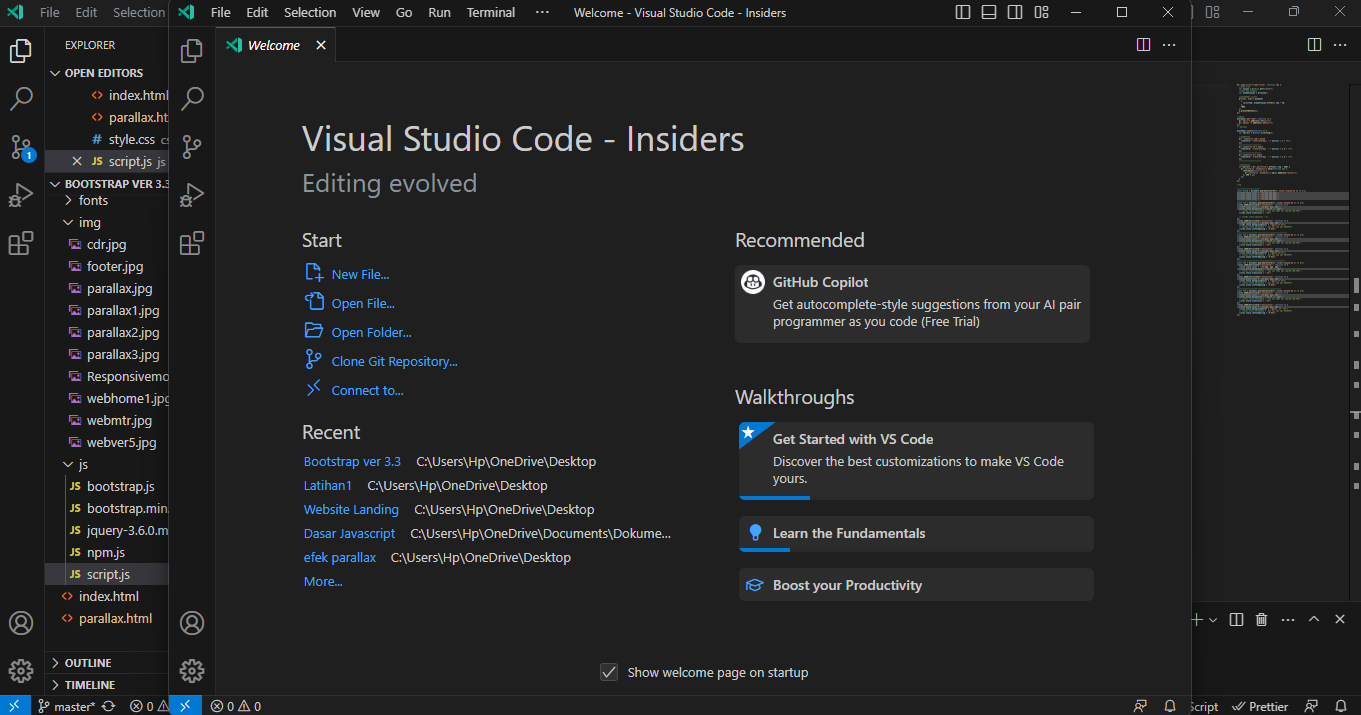 File Edit Selection
EXPLORER
OPEN EDITORS
index.html
parallax.ht
# style.css cs
JS script.js js
BOOTSTRAP VER 3.3
fonts
img
cdr.jpg
footer.jpg
parallax.jpg
parallax1.jpg
parallax2.jpg
parallax3.jpg
Responsivemo
webhome1.jpg
webmtr.jpg
webver5.jpg
js
JS bootstrap.js
JS bootstrap.min.
JS jquery-3.6.0.m
JS npm.js
JS script.js
<> index.html
<> parallax.html
OUTLINE
TIMELINE
1
master* 0
File Edit Selection View Go Run Terminal ··· Welcome - Visual Studio Code - Insiders
Welcome
Visual Studio Code - Insiders
Editing evolved
Start
New File...
Open File...
Open Folder...
Clone Git Repository...
Connect to...
Recent
Bootstrap ver 3.3 C:\Users\Hp\OneDrive\Desktop
Latihan1 C:\Users\Hp\OneDrive\Desktop
Website Landing C:\Users\Hp\OneDrive\Desktop
Dasar Javascript C:\Users\Hp\OneDrive\Documents\Dokume...
efek parallax C:\Users\Hp\OneDrive\Desktop
More...
Recommended
GitHub Copilot
Get autocomplete-style suggestions from your AI pair
programmer as you code (Free Trial)
Walkthroughs
Get Started with VS Code
Discover the best customizations to make VS Code
yours.
Learn the Fundamentals
Boost your Productivity
Show welcome page on startup
0 0
Script Prettier